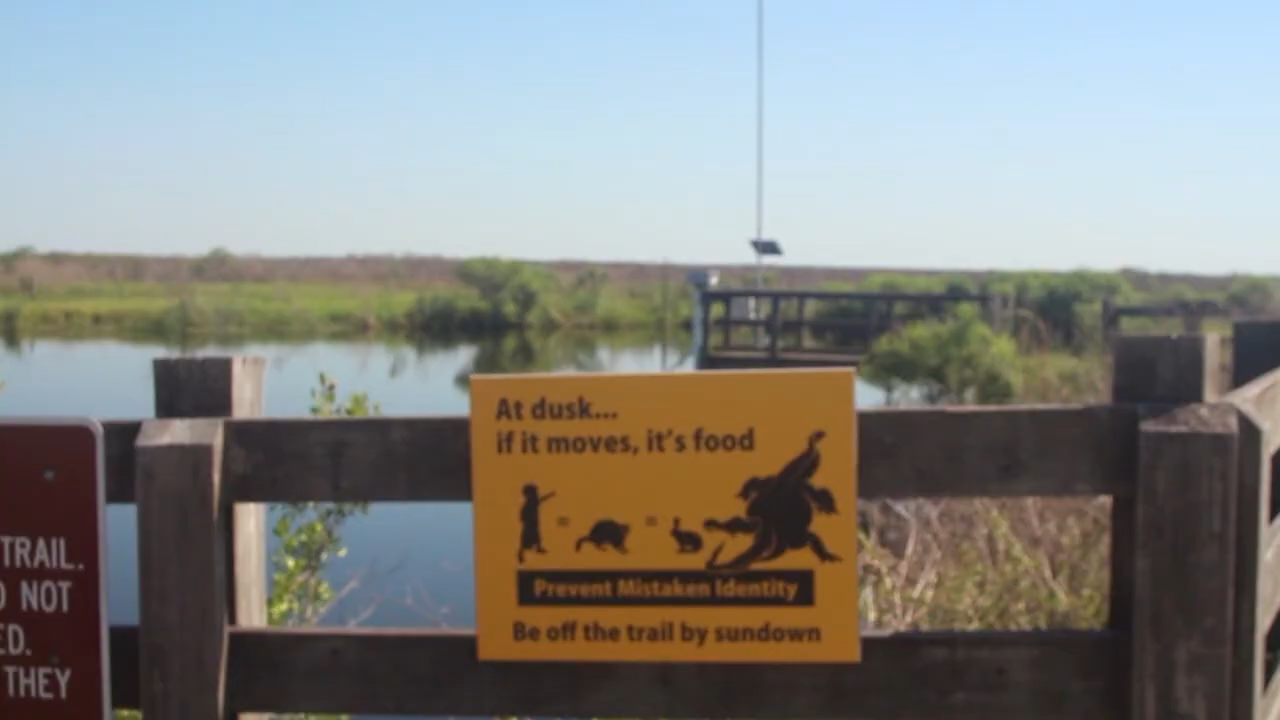 At dusk...
if it moves, it's food
=
=
Prevent Mistaken Identity
Be off the trail by sundown
TRAIL.
NOT
THEY